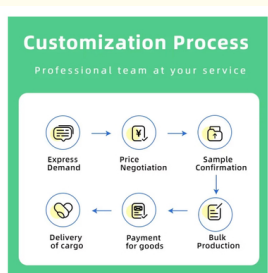 Customization Process
Professional team at your service
¥
Express
Demand
Price
Negotiation
Sample
Confirmation
Delivery
of cargo
Payment
for goods
Bulk
Production